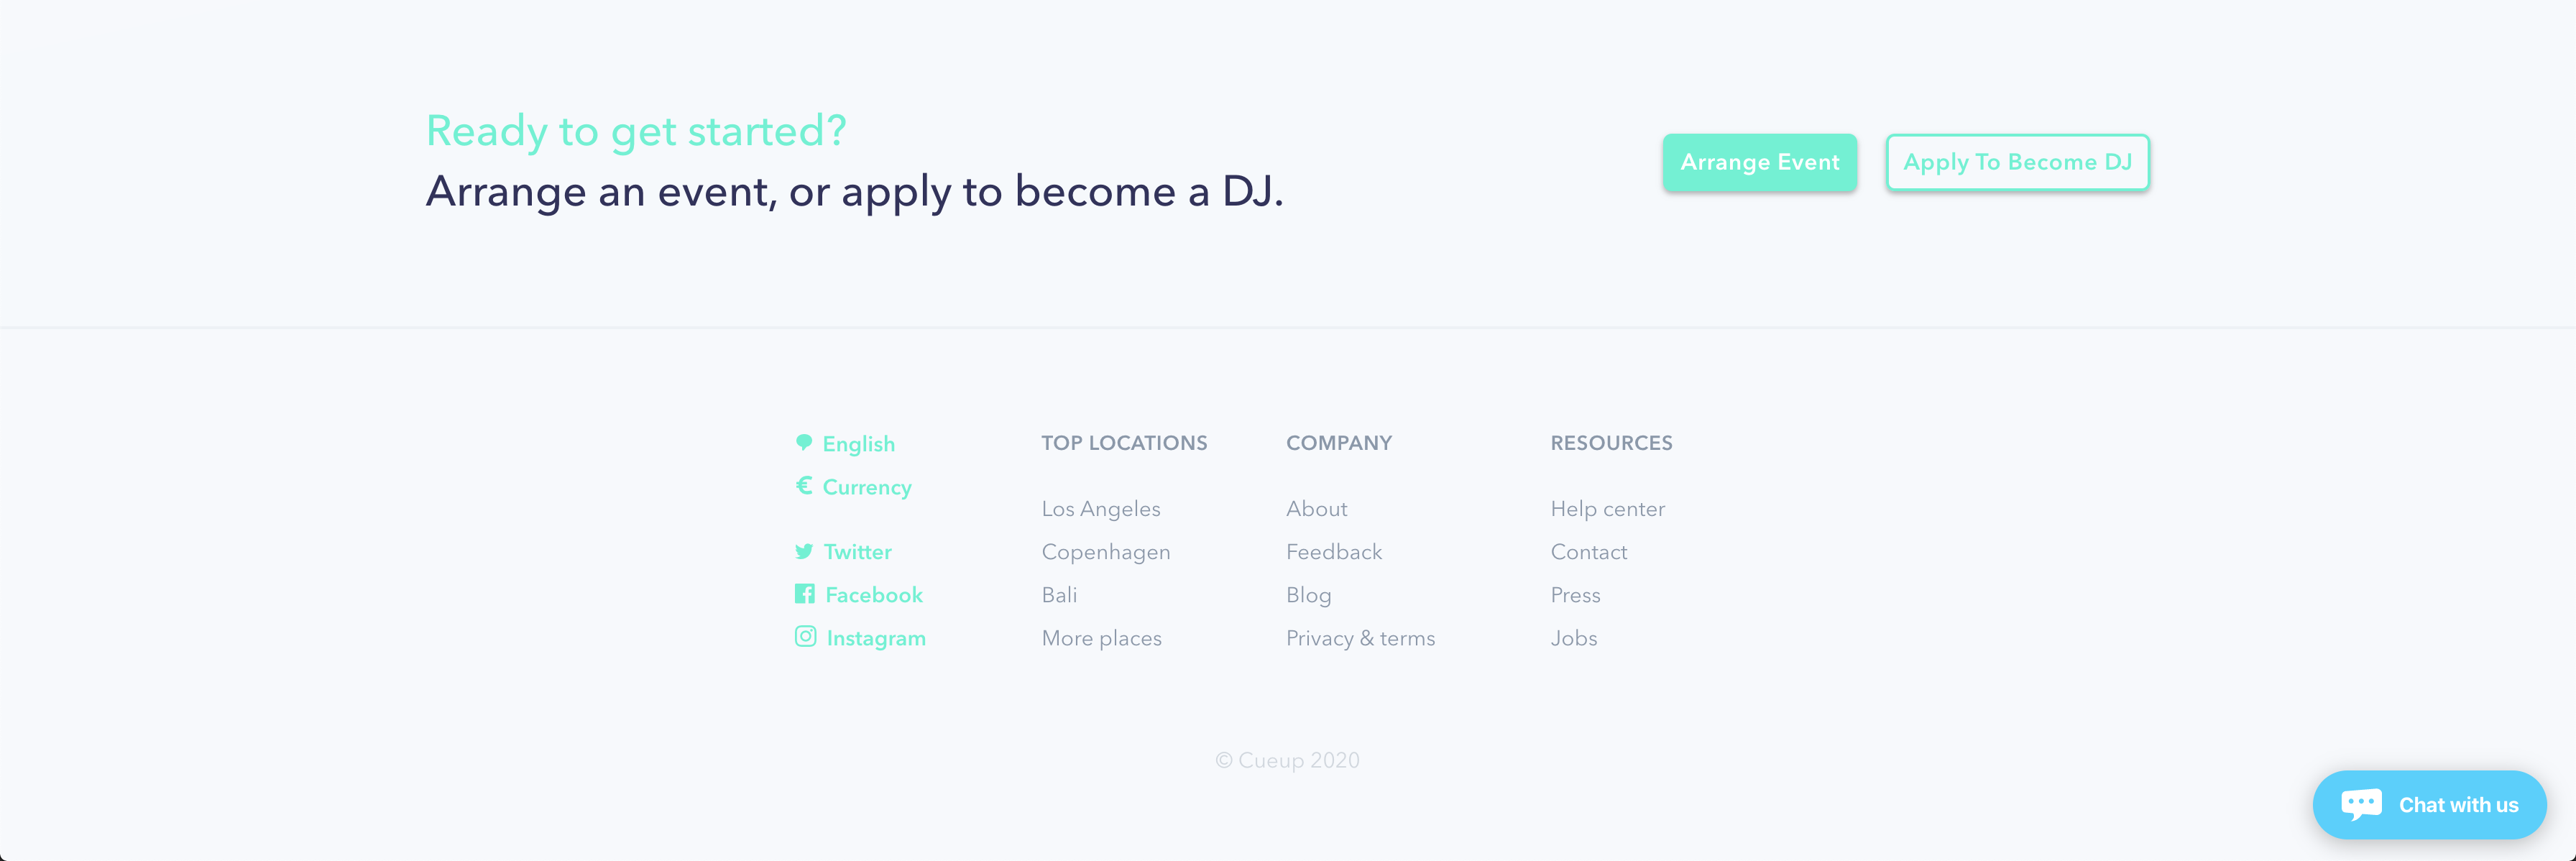 Ready to get started?
Arrange an event, or apply to become a DJ.
Arrange Event
Apply To Become DJ
English
€ Currency
Twitter
Facebook
Instagram
TOP LOCATIONS
Los Angeles
Copenhagen
Bali
More places
COMPANY
About
Feedback
Blog
Privacy & terms
RESOURCES
Help center
Contact
Press
Jobs
© Cueup 2020
Chat with us